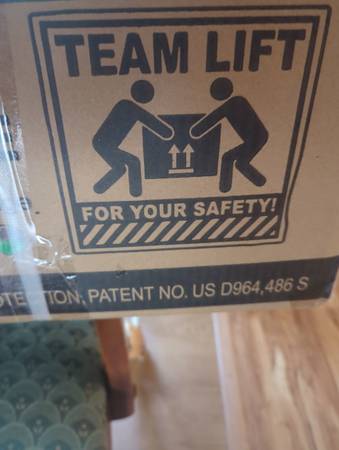 TEAM LIFT
FOR YOUR SAFETY!
PATENT NO. US D964,486 S